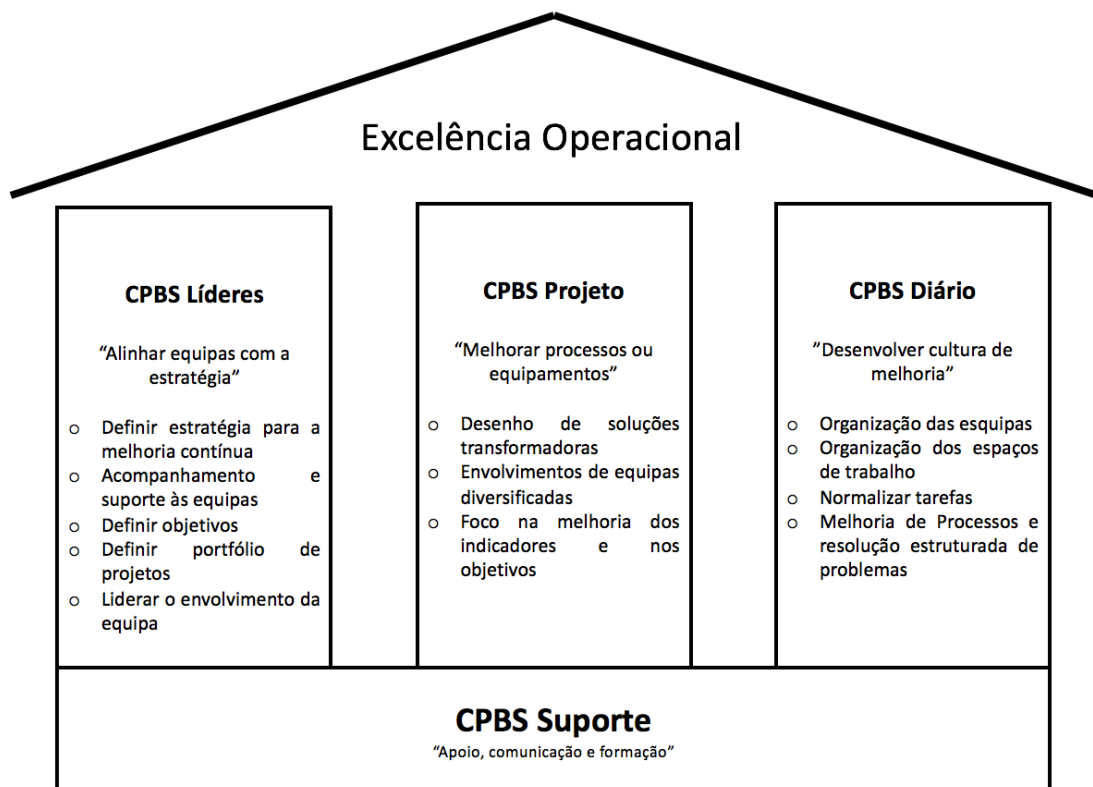 Excelência Operacional
CPBS Líderes
“Alinhar equipas com a
estratégia”
o Definir estratégia para a
melhoria contínua
o Acompanhamento e
suporte às equipas
o Definir objetivos
o Definir portfólio de
projetos
o Liderar o envolvimento da
equipa
CPBS Projeto
“Melhorar processos ou
equipamentos”
o Desenho de soluções
transformadoras
o Envolvimentos de equipas
diversificadas
o Foco na melhoria dos
indicadores e nos
objetivos
CPBS Diário
”Desenvolver cultura de
melhoria”
o Organização das esquipas
o Organização dos espaços
de trabalho
o Normalizar tarefas
o Melhoria de Processos e
resolução estruturada de
problemas
CPBS Suporte
“Apoio, comunicação e formação”